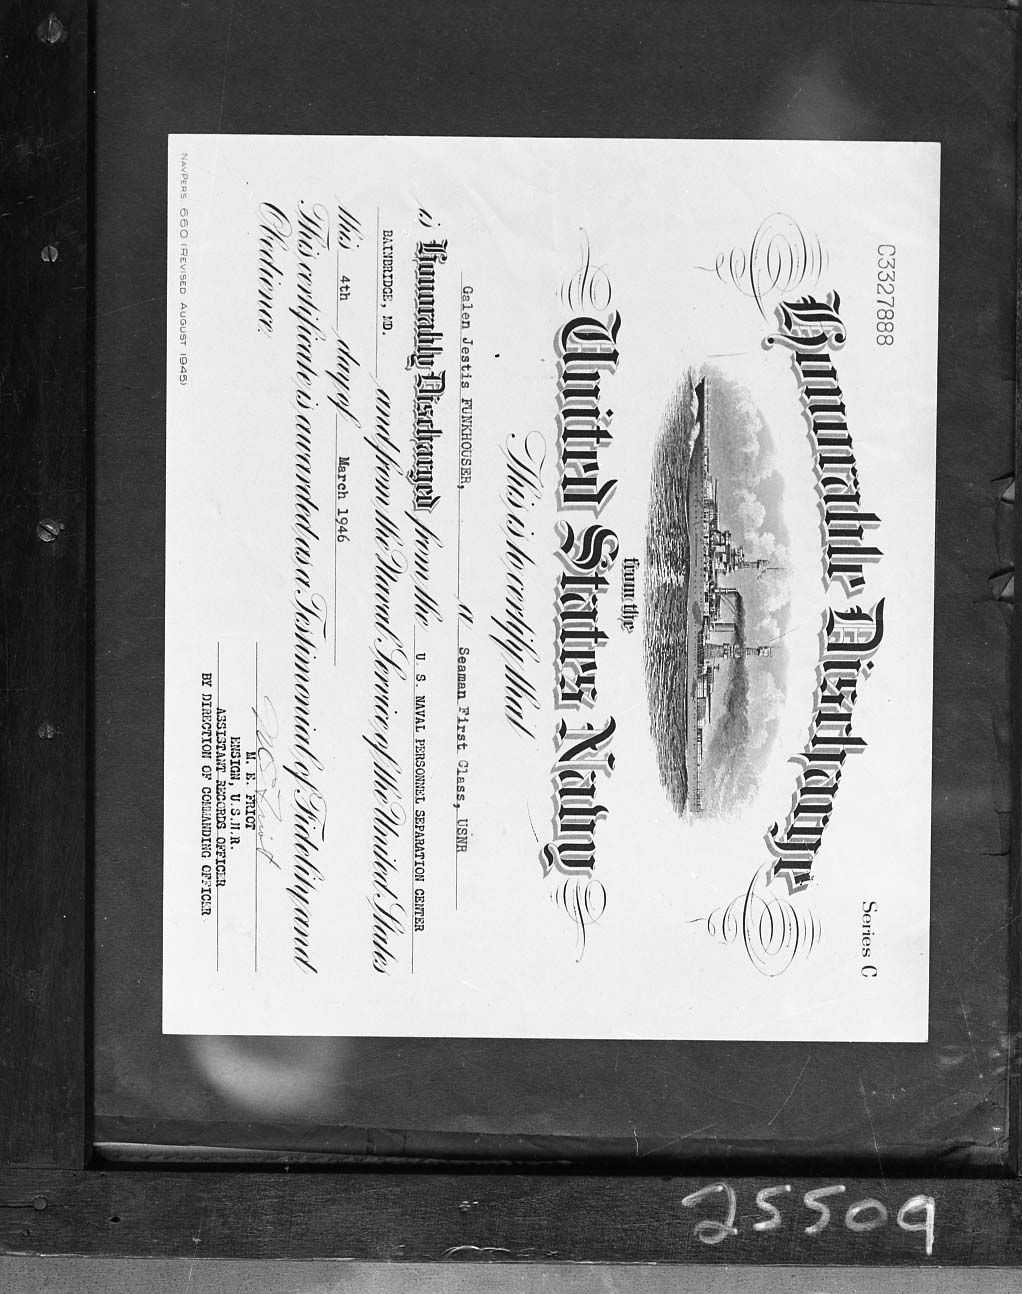 C3327888
Series C
Honorable Discharge
from the
United States Navy
This is to certify that
Galen Jestis FUNKHOUSER, a Seaman First Class, USNR
is Honorably Discharged from the U. S. NAVAL PERSONNEL SEPARATION CENTER
BAINBRIDGE, MD. and from the Naval Service of the United States
this 4th day of March 1946
This certificate is awarded as a Testimonial of Fidelity and
Obedience.
M. E. Friot
M. E. FRIOT
ENSIGN, U.S.N.R.
ASSISTANT RECORDS OFFICER
BY DIRECTION OF COMMANDING OFFICER
NAVPERS 660 (REVISED AUGUST 1945)
25509